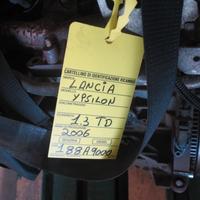 CARTELLINO DI IDENTIFICAZIONE RICAMBI
LANCIA
YPSILON
1.3 TD
2006
188A9000